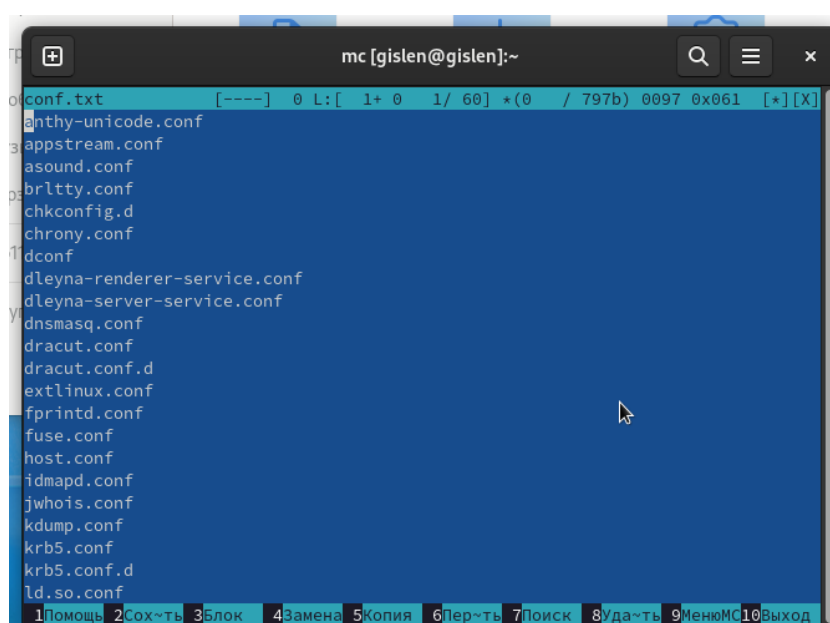 mc [gislen@gislen]:~
conf.txt [----] 0 L:[ 1+ 0 1/ 60] *(0 / 797b) 0097 0x061 [*][X]
anthy-unicode.conf
appstream.conf
asound.conf
brltty.conf
chkconfig.d
chrony.conf
dconf
dleyna-renderer-service.conf
dleyna-server-service.conf
dnsmasq.conf
dracut.conf
dracut.conf.d
extlinux.conf
fprintd.conf
fuse.conf
host.conf
idmapd.conf
jwhois.conf
kdump.conf
krb5.conf
krb5.conf.d
ld.so.conf
1Помощь 2Сох~ть 3Блок 4Замена 5Копия 6Пер~ть 7Поиск 8Уда~ть 9МенюMC 10Выход